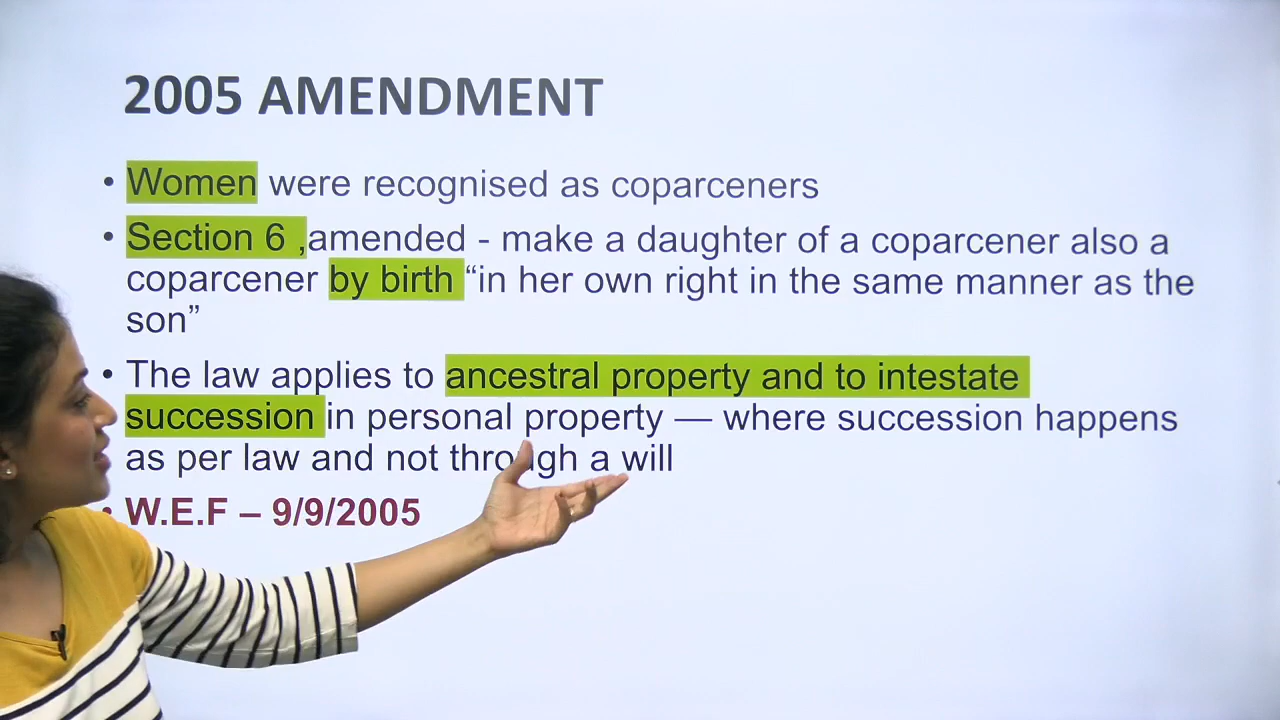 2005 AMENDMENT
• Women were recognised as coparceners
• Section 6 ,amended - make a daughter of a coparcener also a
coparcener by birth “in her own right in the same manner as the
son”
• The law applies to ancestral property and to intestate
succession in personal property — where succession happens
as per law and not through a will
• W.E.F – 9/9/2005